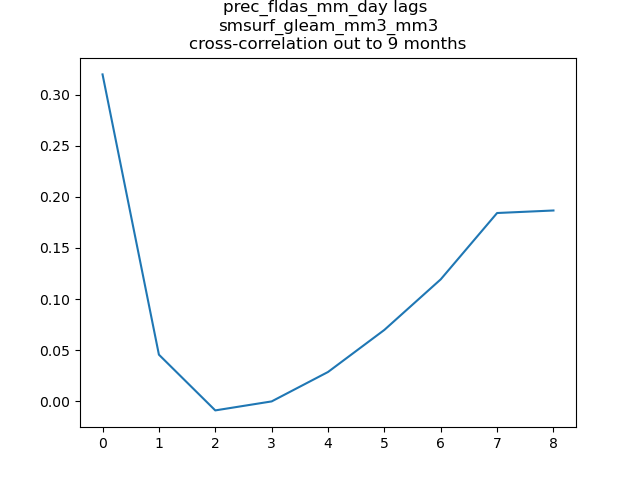 prec_fldas_mm_day lags
smsurf_gleam_mm3_mm3
cross-correlation out to 9 months
0.30
0.25
0.20
0.15
0.10
0.05
0.00
0 1 2 3 4 5 6 7 8